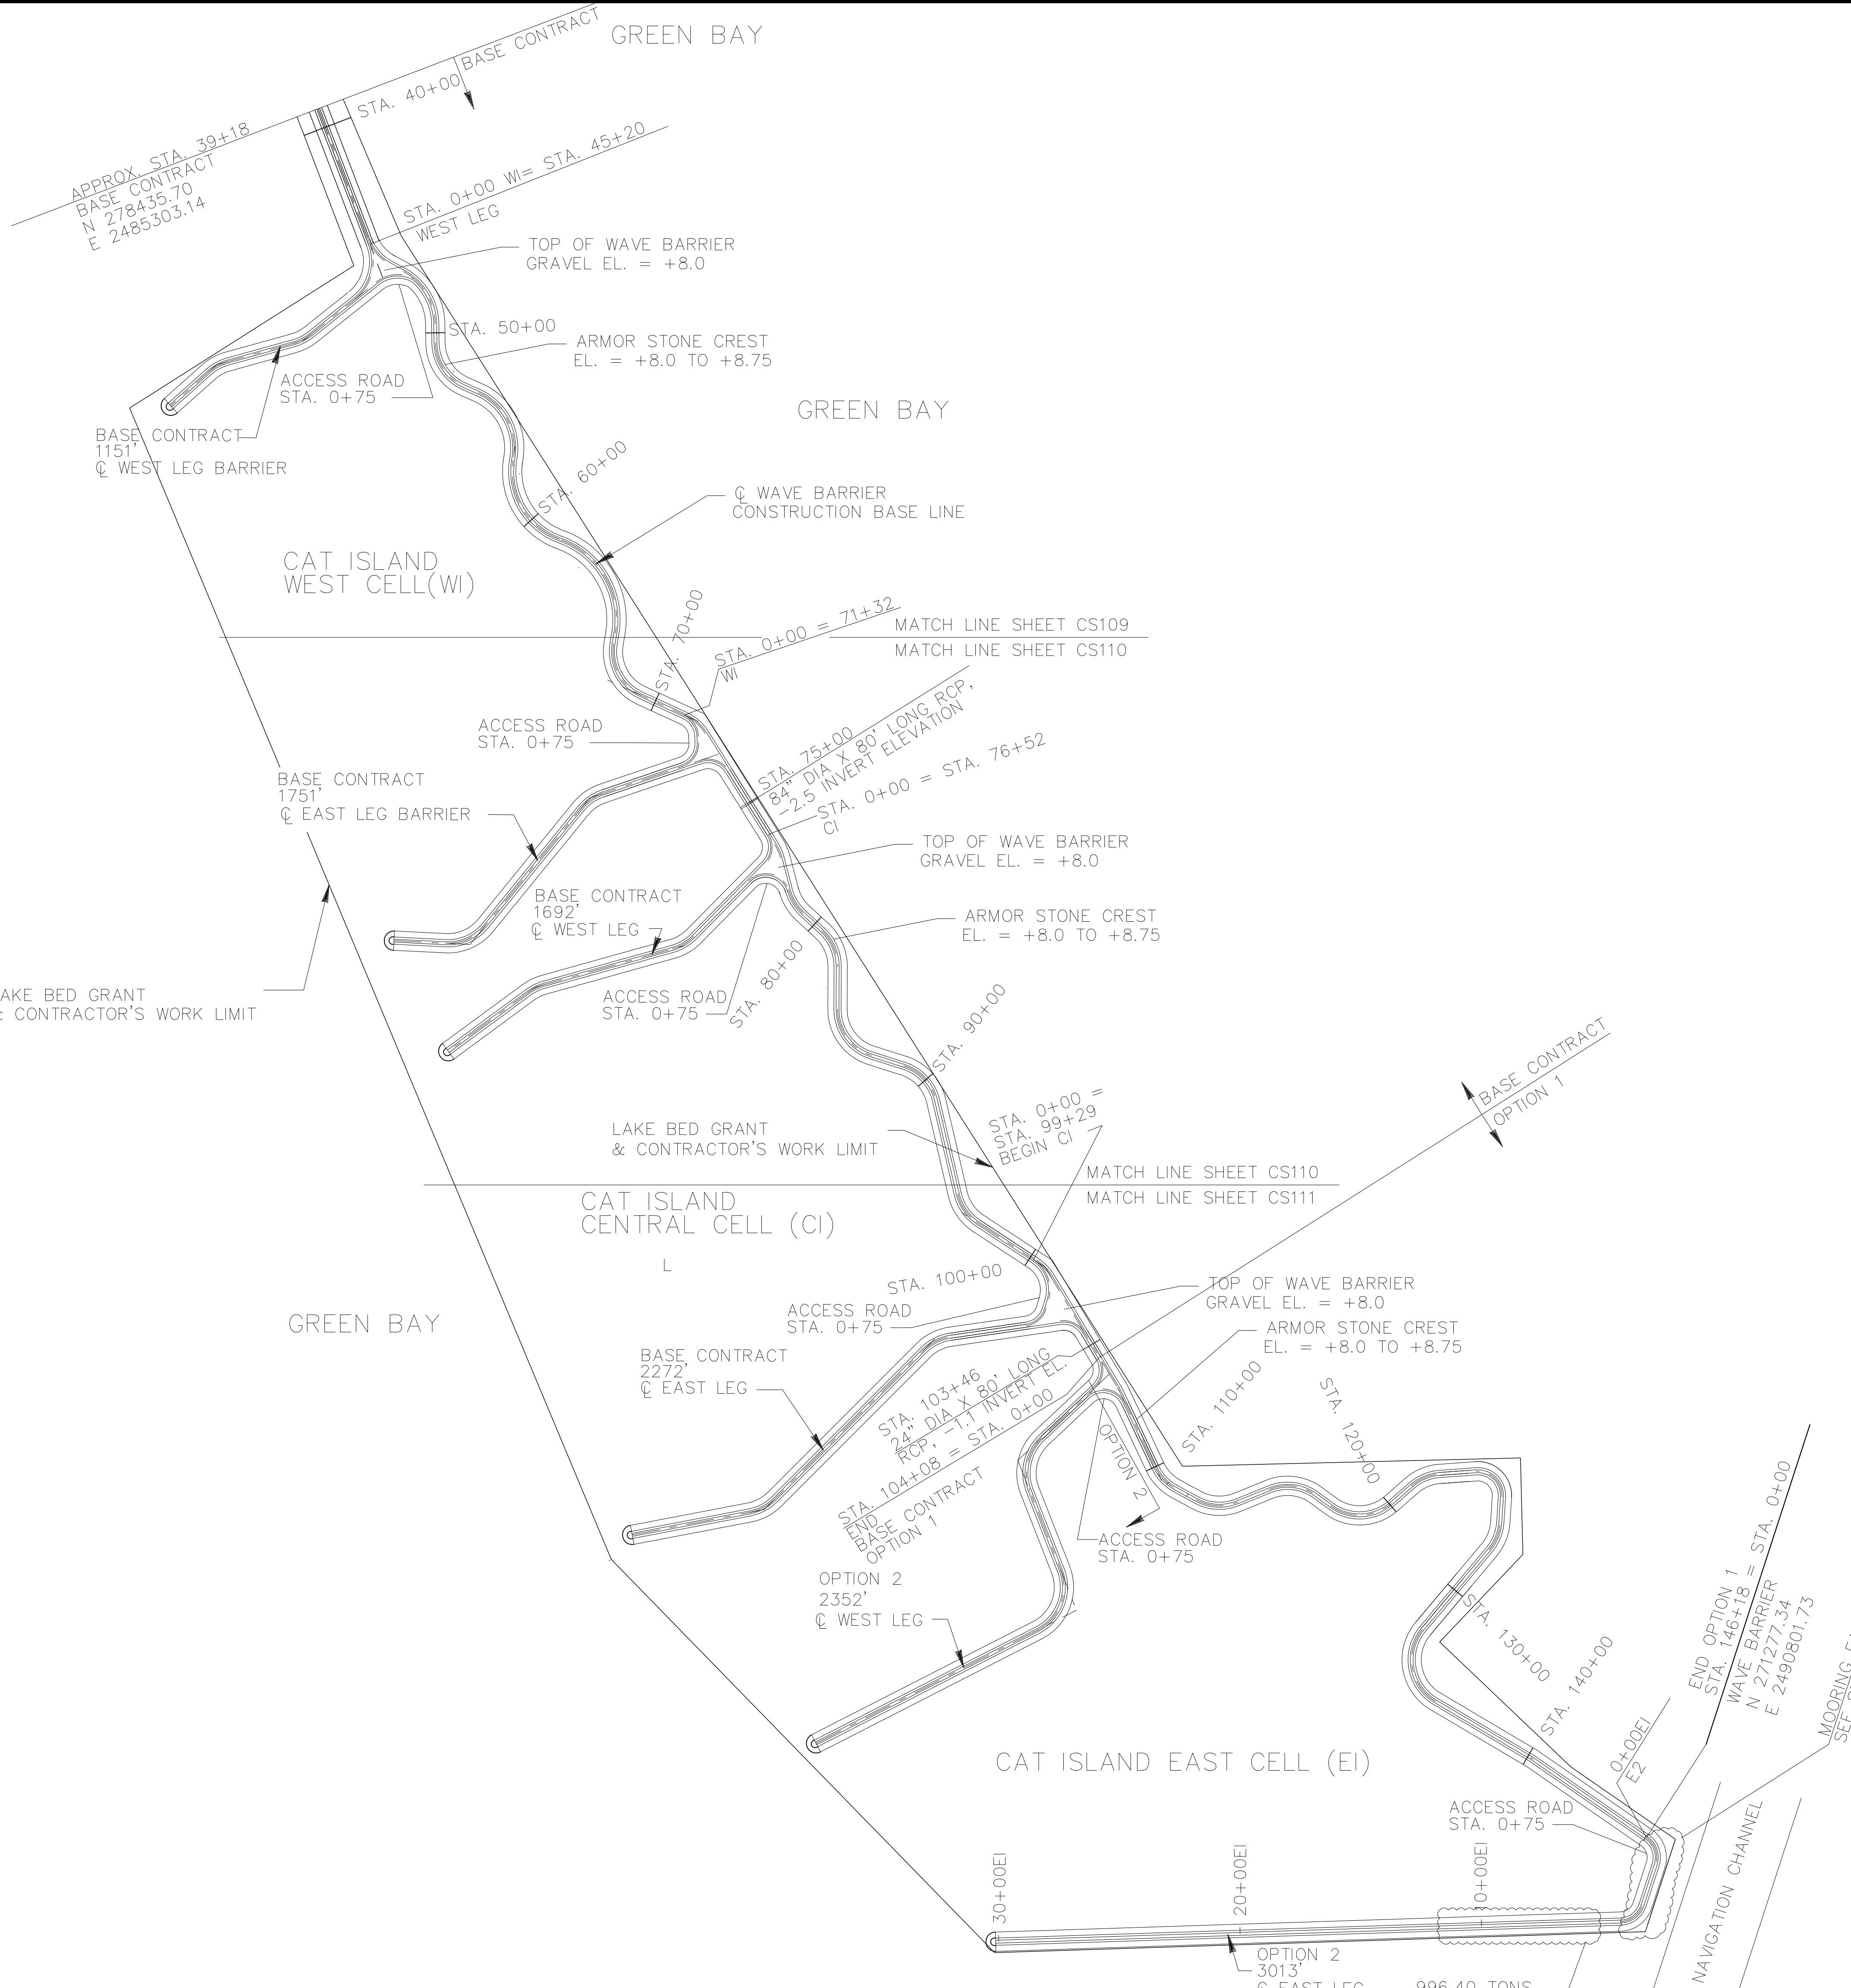 GREEN BAY
BASE CONTRACT
STA. 40+00
APPROX. STA. 39+18
BASE CONTRACT
N 278435.70
E 2485303.14
STA. 0+00 WI= STA. 45+20
WEST LEG
TOP OF WAVE BARRIER
GRAVEL EL. = +8.0
STA. 50+00
ARMOR STONE CREST
EL. = +8.0 TO +8.75
ACCESS ROAD
STA. 0+75
GREEN BAY
BASE CONTRACT
1151'
℄ WEST LEG BARRIER
STA. 60+00
℄ WAVE BARRIER
CONSTRUCTION BASE LINE
CAT ISLAND
WEST CELL(WI)
STA. 70+00
STA. 0+00 = 71+32
WI
MATCH LINE SHEET CS109
MATCH LINE SHEET CS110
ACCESS ROAD
STA. 0+75
STA. 75+00
84" DIA X 80' LONG RCP,
-2.5 INVERT ELEVATION
STA. 0+00 = STA. 76+52
CI
BASE CONTRACT
1751'
℄ EAST LEG BARRIER
TOP OF WAVE BARRIER
GRAVEL EL. = +8.0
BASE CONTRACT
1692'
℄ WEST LEG
ARMOR STONE CREST
EL. = +8.0 TO +8.75
STA. 80+00
ACCESS ROAD
STA. 0+75
AKE BED GRANT
& CONTRACTOR'S WORK LIMIT
STA. 90+00
BASE CONTRACT
OPTION 1
LAKE BED GRANT
& CONTRACTOR'S WORK LIMIT
STA. 0+00 =
STA. 99+29
BEGIN CI
MATCH LINE SHEET CS110
MATCH LINE SHEET CS111
CAT ISLAND
CENTRAL CELL (CI)
L
STA. 100+00
ACCESS ROAD
STA. 0+75
TOP OF WAVE BARRIER
GRAVEL EL. = +8.0
GREEN BAY
ARMOR STONE CREST
EL. = +8.0 TO +8.75
BASE CONTRACT
2272'
℄ EAST LEG
STA. 103+46
24" DIA X 80' LONG
RCP, -1.1 INVERT EL.
STA. 104+08 = STA. 0+00
END
BASE CONTRACT
OPTION 1
OPTION 2
STA. 110+00
STA. 120+00
ACCESS ROAD
STA. 0+75
OPTION 2
2352'
℄ WEST LEG
STA. 130+00
STA. 140+00
END OPTION 1
STA. 146+18 = STA. 0+00
WAVE BARRIER
N 271277.34
E 2490801.73
0+00EI
E2
CAT ISLAND EAST CELL (EI)
ACCESS ROAD
STA. 0+75
MOORING
SEE
NAVIGATION CHANNEL
30+00EI
20+00EI
10+00EI
OPTION 2
3013'
℄ EAST LEG
996.40 TONS